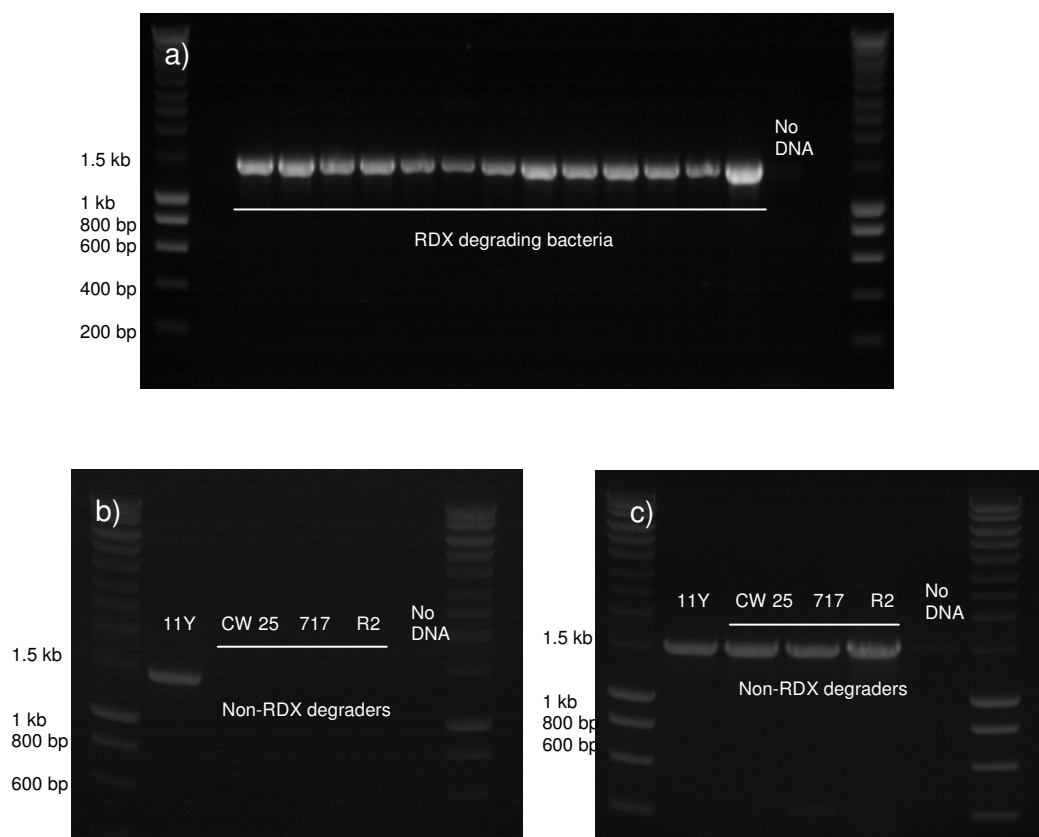 a)
No
DNA
1.5 kb
1 kb
800 bp
600 bp
400 bp
200 bp
RDX degrading bacteria
b)
11Y CW 25 717 R2 No
DNA
1.5 kb
Non-RDX degraders
1 kb
800 bp
600 bp
c)
11Y CW 25 717 R2 No
DNA
1.5 kb
Non-RDX degraders
1 kb
800 bp
600 bp